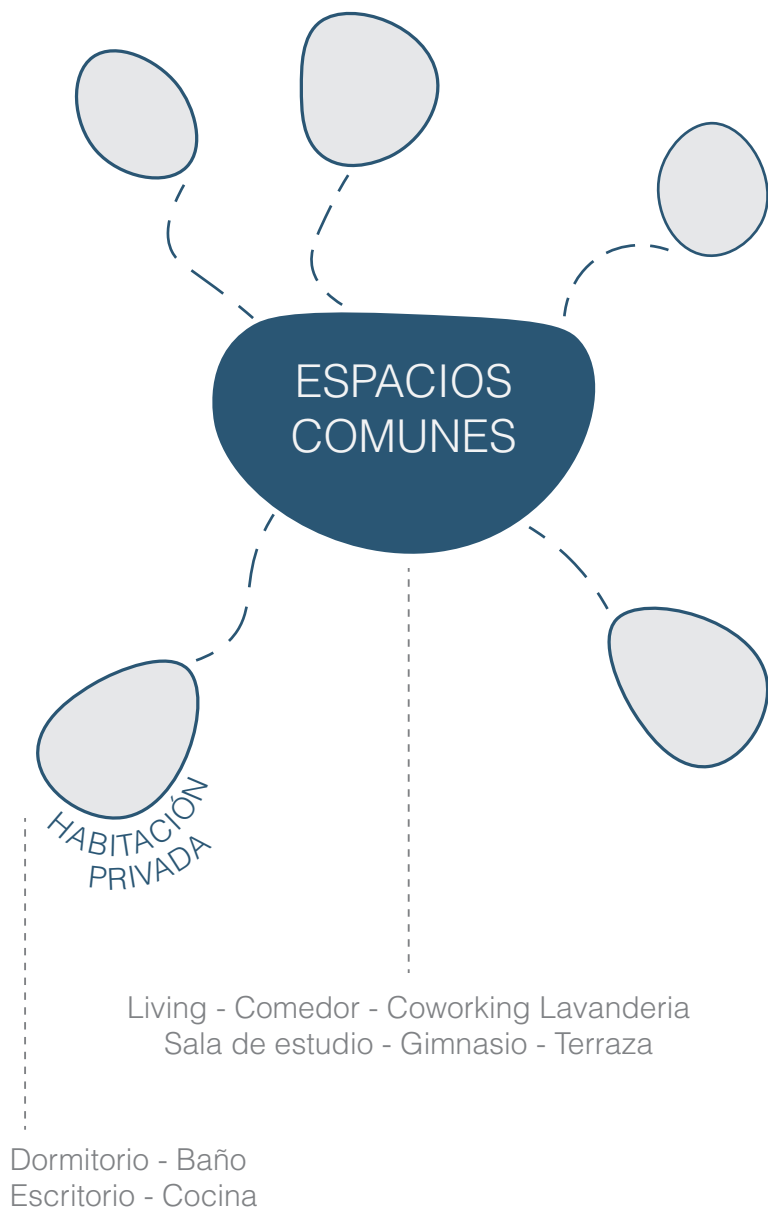 ESPACIOS
COMUNES
HABITACIÓN
PRIVADA
Living - Comedor - Coworking Lavanderia
Sala de estudio - Gimnasio - Terraza
Dormitorio - Baño
Escritorio - Cocina